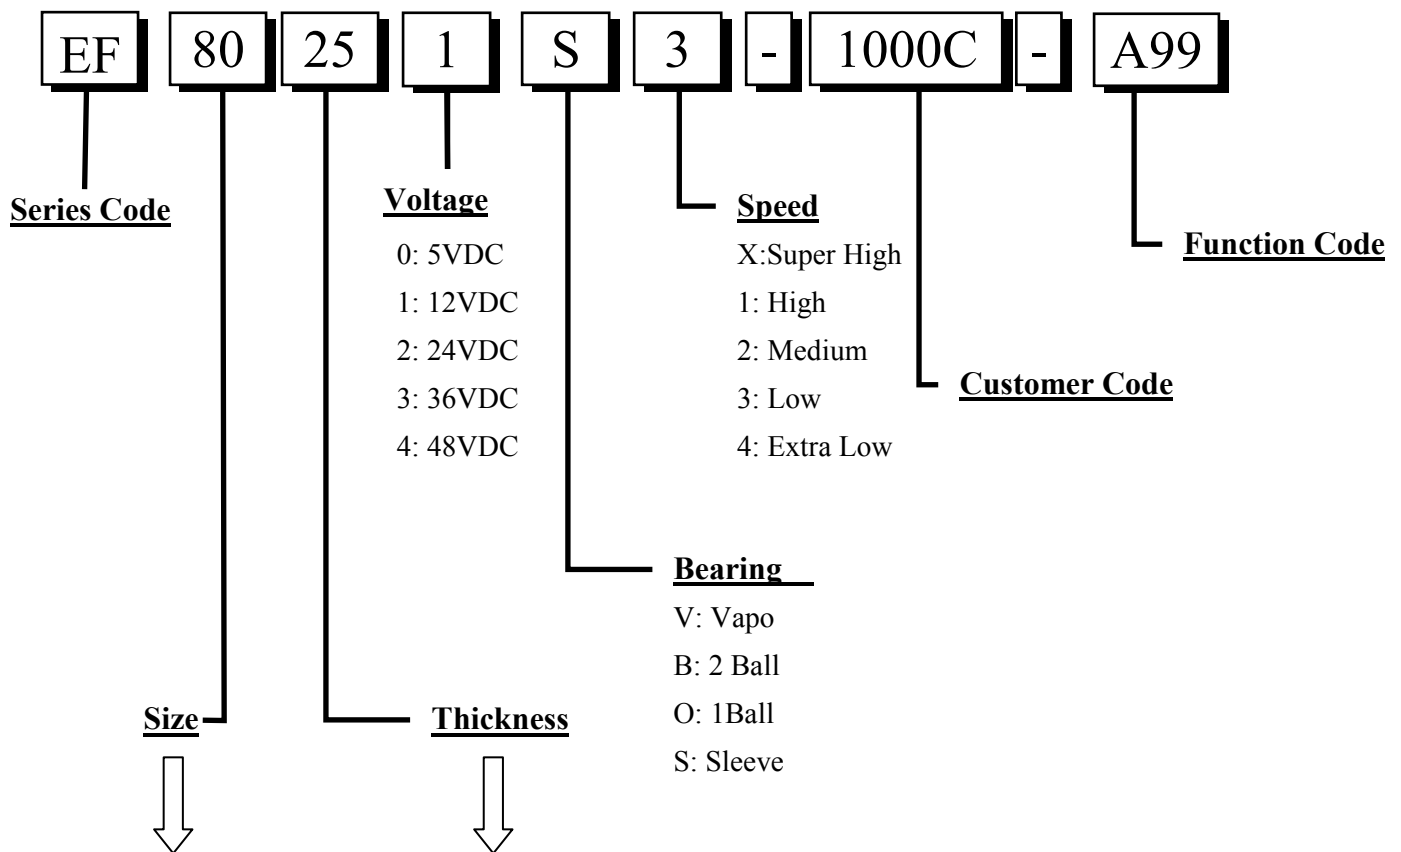 EF 80 25 1 S 3 - 1000C - A99
Series Code
Voltage
0: 5VDC
1: 12VDC
2: 24VDC
3: 36VDC
4: 48VDC
Speed
X:Super High
1: High
2: Medium
3: Low
4: Extra Low
Function Code
Customer Code
Bearing
V: Vapo
B: 2 Ball
O: 1Ball
S: Sleeve
Size
Thickness